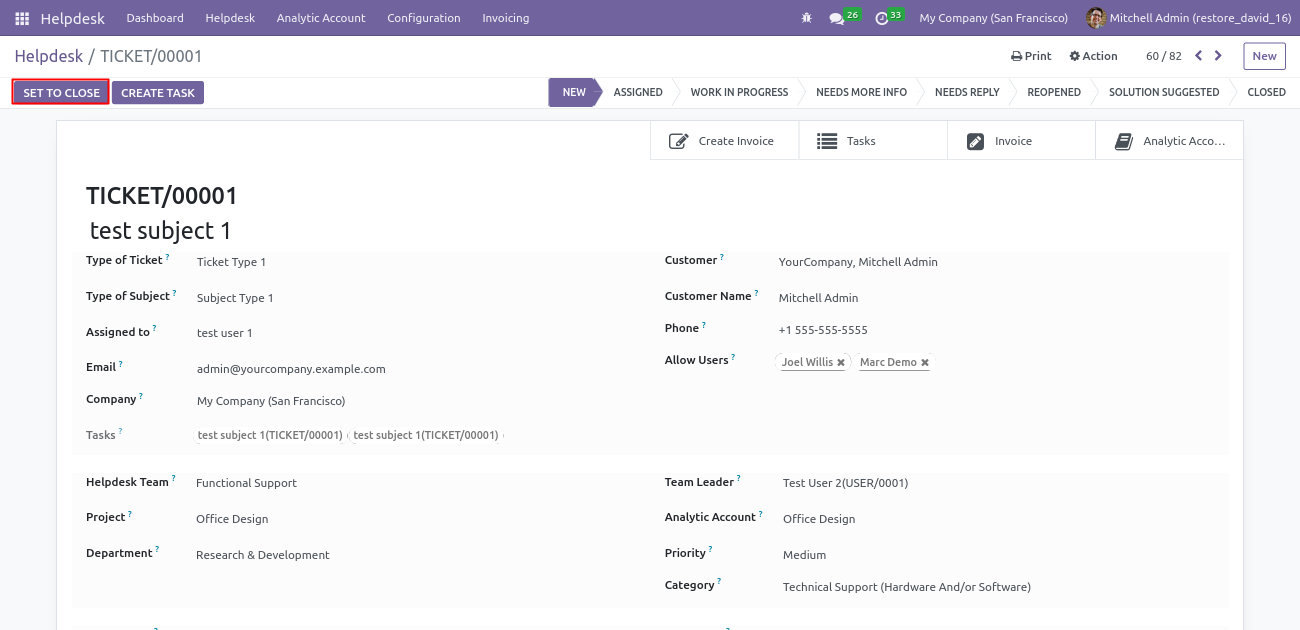 Helpdesk Dashboard Helpdesk Analytic Account Configuration Invoicing 26 33 My Company (San Francisco) Mitchell Admin (restore_david_16)
Helpdesk / TICKET/00001 Print Action 60 / 82 New
SET TO CLOSE CREATE TASK NEW ASSIGNED WORK IN PROGRESS NEEDS MORE INFO NEEDS REPLY REOPENED SOLUTION SUGGESTED CLOSED
Create Invoice Tasks Invoice Analytic Acco...
TICKET/00001
test subject 1
Type of Ticket ? Ticket Type 1 Customer ? YourCompany, Mitchell Admin
Type of Subject ? Subject Type 1 Customer Name ? Mitchell Admin
Assigned to ? test user 1 Phone ? +1 555-555-5555
Email ? admin@yourcompany.example.com Allow Users ? Joel Willis ✖ Marc Demo ✖
Company ? My Company (San Francisco)
Tasks ? test subject 1(TICKET/00001) test subject 1(TICKET/00001)
Helpdesk Team ? Functional Support Team Leader ? Test User 2(USER/0001)
Project ? Office Design Analytic Account ? Office Design
Department ? Research & Development Priority ? Medium
Category ? Technical Support (Hardware And/or Software)